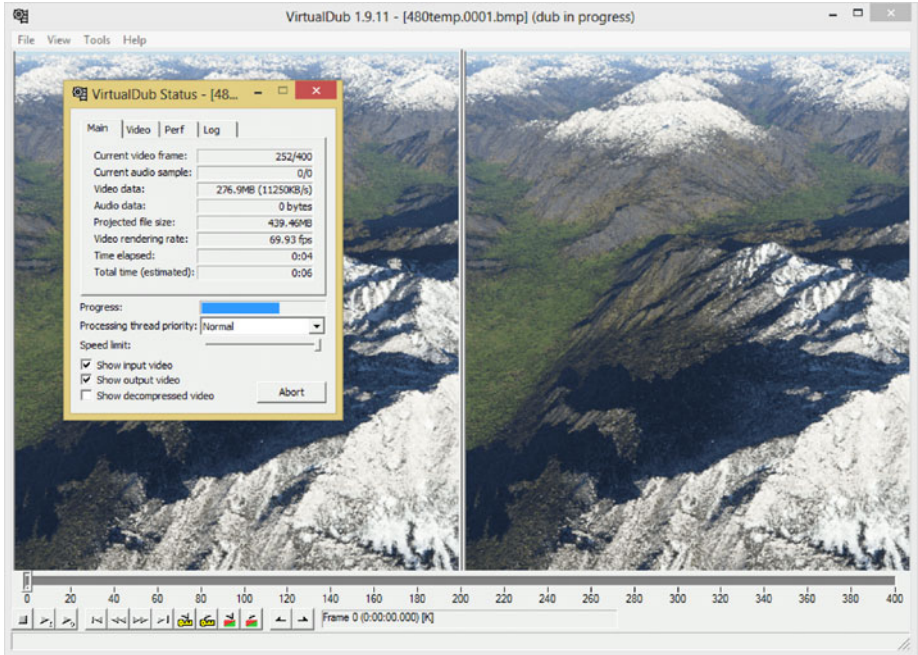 VirtualDub 1.9.11 - [480temp.0001.bmp] (dub in progress)
File View Tools Help
VirtualDub Status - [48...
Main Video Perf Log
Current video frame: 252/400
Current audio sample: 0/0
Video data: 276.9MB (11250KB/s)
Audio data: 0 bytes
Projected file size: 439.46MB
Video rendering rate: 69.93 fps
Time elapsed: 0:04
Total time (estimated): 0:06
Progress:
Processing thread priority: Normal
Speed limit:
Show input video
Show output video
Show decompressed video
Abort
0 20 40 60 80 100 120 140 160 180 200 220 240 260 280 300 320 340 360 380 400
Frame 0 (0:00:00.000) [K]